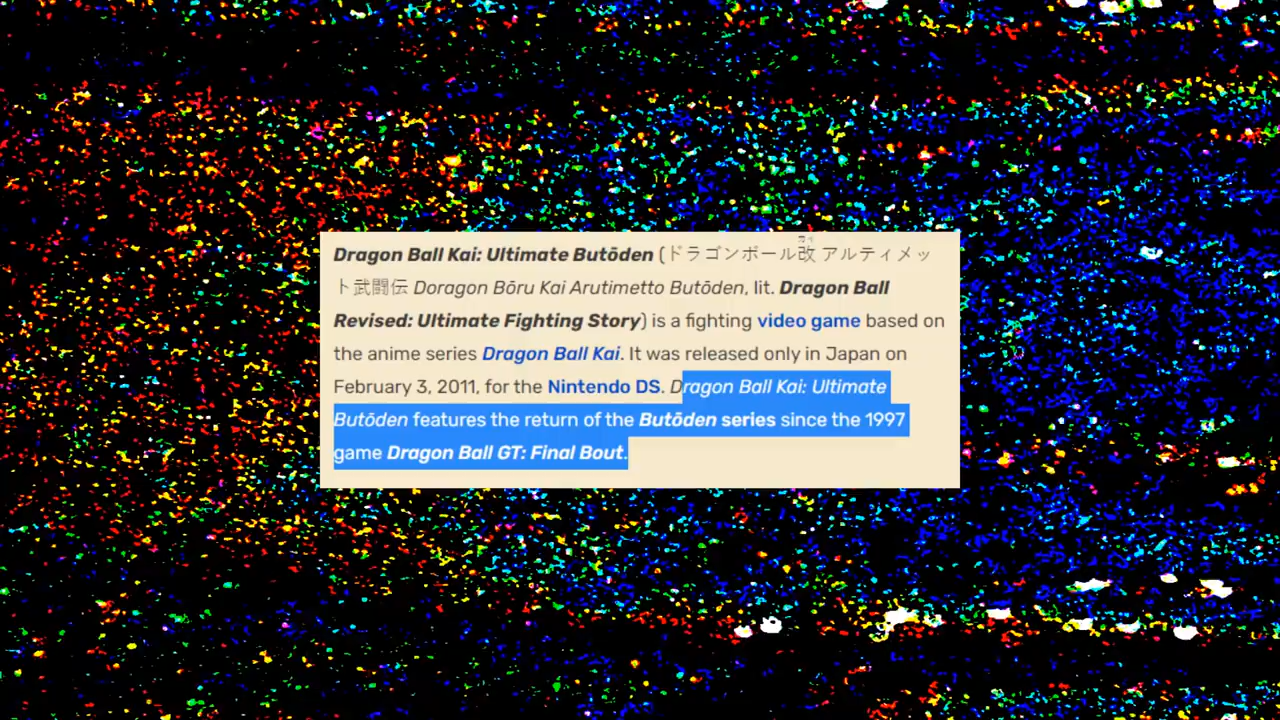 Dragon Ball Kai: Ultimate Butōden (ドラゴンボール改 アルティメッ
ト武闘伝 Doragon Bōru Kai Arutimetto Butōden, lit. Dragon Ball
Revised: Ultimate Fighting Story) is a fighting video game based on
the anime series Dragon Ball Kai. It was released only in Japan on
February 3, 2011, for the Nintendo DS. Dragon Ball Kai: Ultimate
Butōden features the return of the Butōden series since the 1997
game Dragon Ball GT: Final Bout.